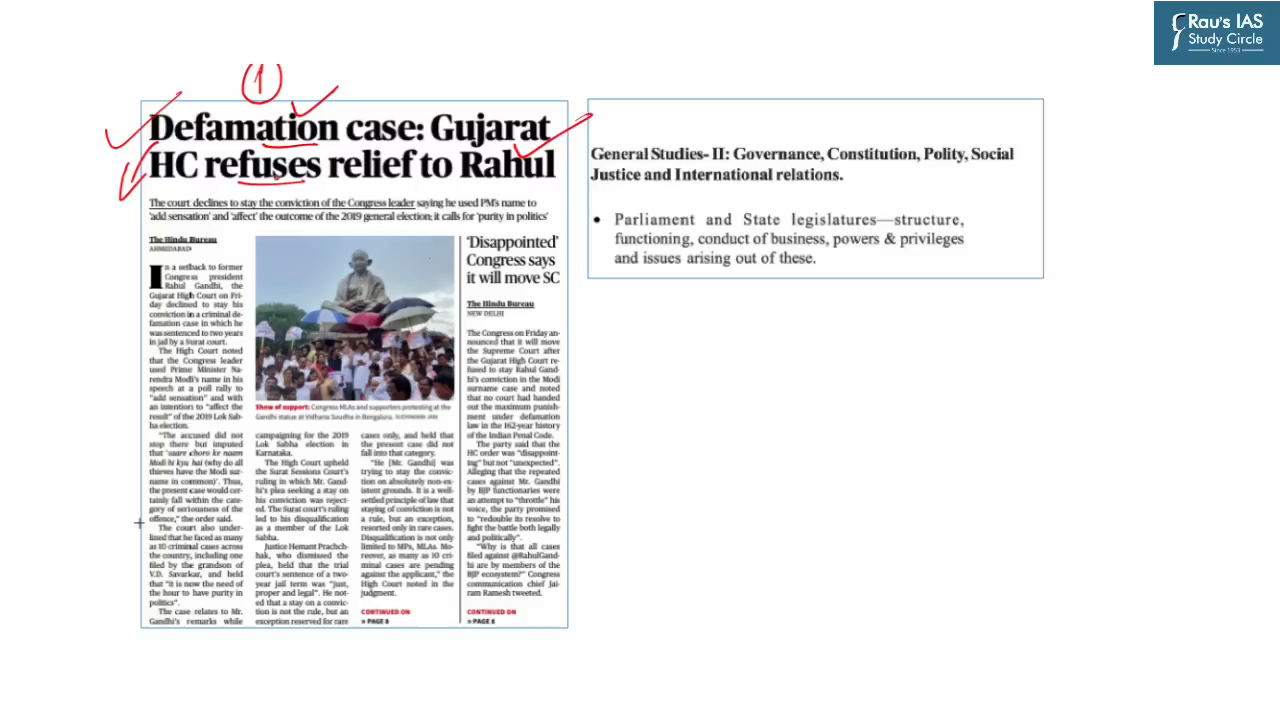 Rau's IAS
Study Circle
Since 1953
1
Defamation case: Gujarat
HC refuses relief to Rahul
The court declines to stay the conviction of the Congress leader saying he used PM's name to
'add sensation' and 'affect' the outcome of the 2019 general election; it calls for 'purity in politics'
The Hindu Bureau
AHMEDABAD
In a setback to former
Congress president
Rahul Gandhi, the
Gujarat High Court on Fri-
day declined to stay his
conviction in a criminal de-
famation case in which he
was sentenced to two years
in jail by a Surat court.
The High Court noted
that the Congress leader
used Prime Minister Na-
rendra Modi's name in his
speech at a poll rally to
"add sensation" and with
an intention to "affect the
result" of the 2019 Lok Sab-
ha election.
"The accused did not
stop there but imputed
that 'saare choro ke naam
Modi hi kyu hai (why do all
thieves have the Modi sur-
name in common)'. Thus,
the present case would cer-
tainly fall within the cate-
gory of seriousness of the
offence," the order said.
The court also under-
lined that he faced as many
as 10 criminal cases across
the country, including one
filed by the grandson of
V.D. Savarkar, and held
that "it is now the need of
the hour to have purity in
politics".
The case relates to Mr.
Gandhi's remarks while
Show of support: Congress MLAs and supporters protesting at the
Gandhi statue at Vidhana Soudha in Bengaluru.
campaigning for the 2019
Lok Sabha election in
Karnataka.
The High Court upheld
the Surat Sessions Court's
ruling in which Mr. Gand-
hi's plea seeking a stay on
his conviction was reject-
ed. The Surat court's ruling
led to his disqualification
as a member of the Lok
Sabha.
Justice Hemant Prachch-
hak, who dismissed the
plea, held that the trial
court's sentence of a two-
year jail term was "just,
proper and legal". He not-
ed that a stay on a convic-
tion is not the rule, but an
exception reserved for rare
cases only, and held that
the present case did not
fall into that category.
"He [Mr. Gandhi] was
trying to stay the convic-
tion on absolutely non-ex-
istent grounds. It is a well-
settled principle of law that
staying of conviction is not
a rule, but an exception,
resorted only in rare cases.
Disqualification is not only
limited to MPs, MLAs. Mo-
reover, as many as 10 cri-
minal cases are pending
against the applicant," the
High Court noted in the
judgment.
CONTINUED ON
» PAGE 8
'Disappointed'
Congress says
it will move SC
The Hindu Bureau
NEW DELHI
The Congress on Friday an-
nounced that it will move
the Supreme Court after
the Gujarat High Court re-
fused to stay Rahul Gand-
hi's conviction in the Modi
surname case and noted
that no court had handed
out the maximum punish-
ment under defamation
law in the 162-year history
of the Indian Penal Code.
The party said that the
HC order was "disappoint-
ing" but not "unexpected".
Alleging that the repeated
cases against Mr. Gandhi
by BJP functionaries were
an attempt to "throttle" his
voice, the party promised
to "redouble its resolve to
fight the battle both legally
and politically".
"Why is that all cases
filed against @RahulGand-
hi are by members of the
BJP ecosystem?" Congress
communication chief Jai-
ram Ramesh tweeted.
CONTINUED ON
» PAGE 8
General Studies- II: Governance, Constitution, Polity, Social
Justice and International relations.
• Parliament and State legislatures—structure,
functioning, conduct of business, powers & privileges
and issues arising out of these.